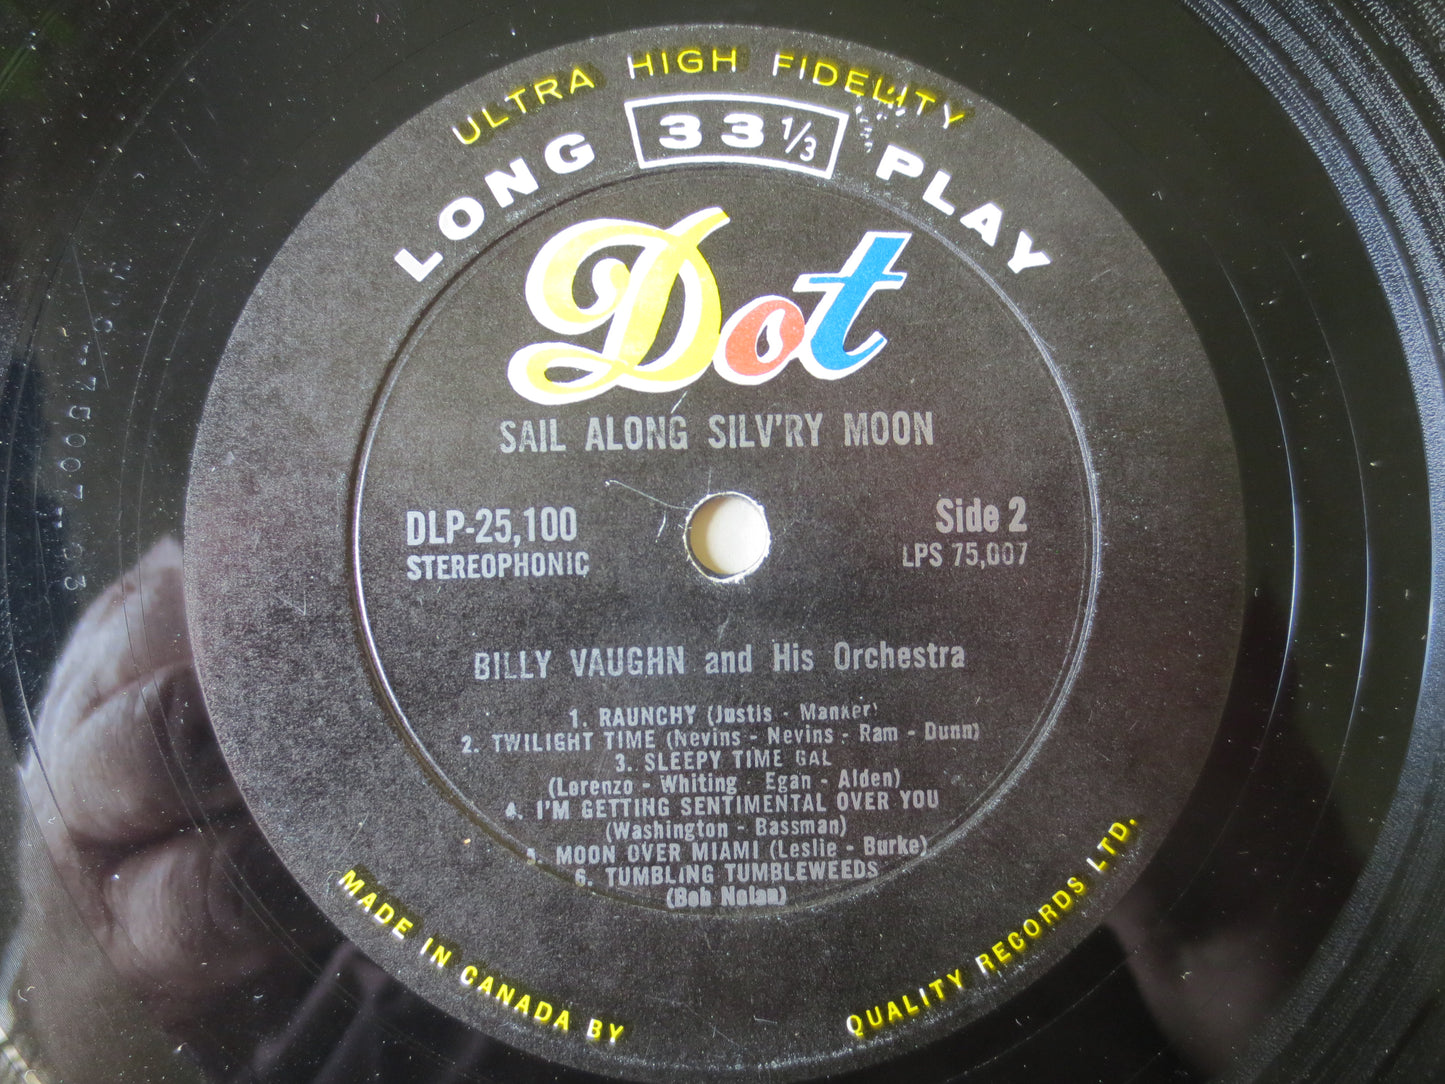 ULTRA HIGH FIDELITY
LONG 33 1/3 PLAY
Dot
SAIL ALONG SILV'RY MOON
DLP-25,100
STEREOPHONIC
Side 2
LPS 75,007
BILLY VAUGHN and His Orchestra
1. RAUNCHY (Justis - Manker)
2. TWILIGHT TIME (Nevins - Nevins - Ram - Dunn)
3. SLEEPY TIME GAL
(Lorenzo - Whiting - Egan - Alden)
4. I'M GETTING SENTIMENTAL OVER YOU
(Washington - Bassman)
5. MOON OVER MIAMI (Leslie - Burke)
6. TUMBLING TUMBLEWEEDS
(Bob Nolan)
MADE IN CANADA BY
QUALITY RECORDS LTD.